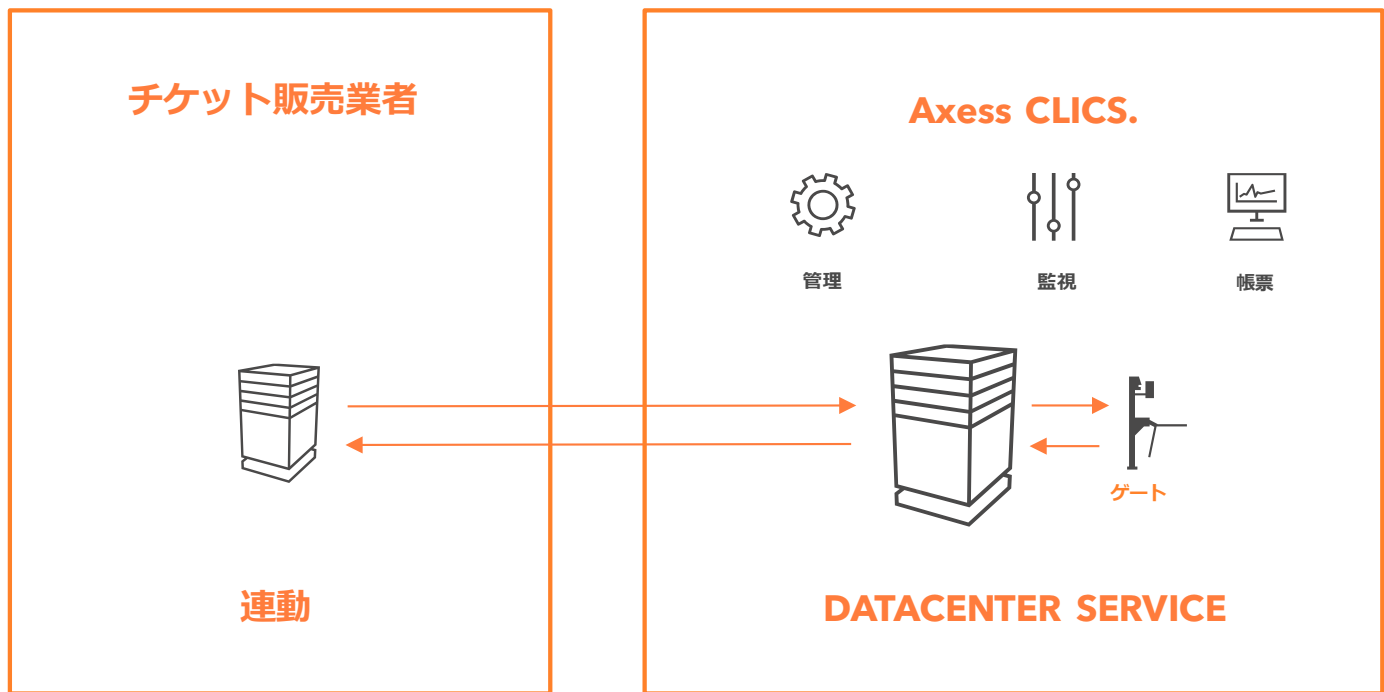 チケット販売業者
Axess CLICS.
管理
監視
帳票
ゲート
連動
DATACENTER SERVICE